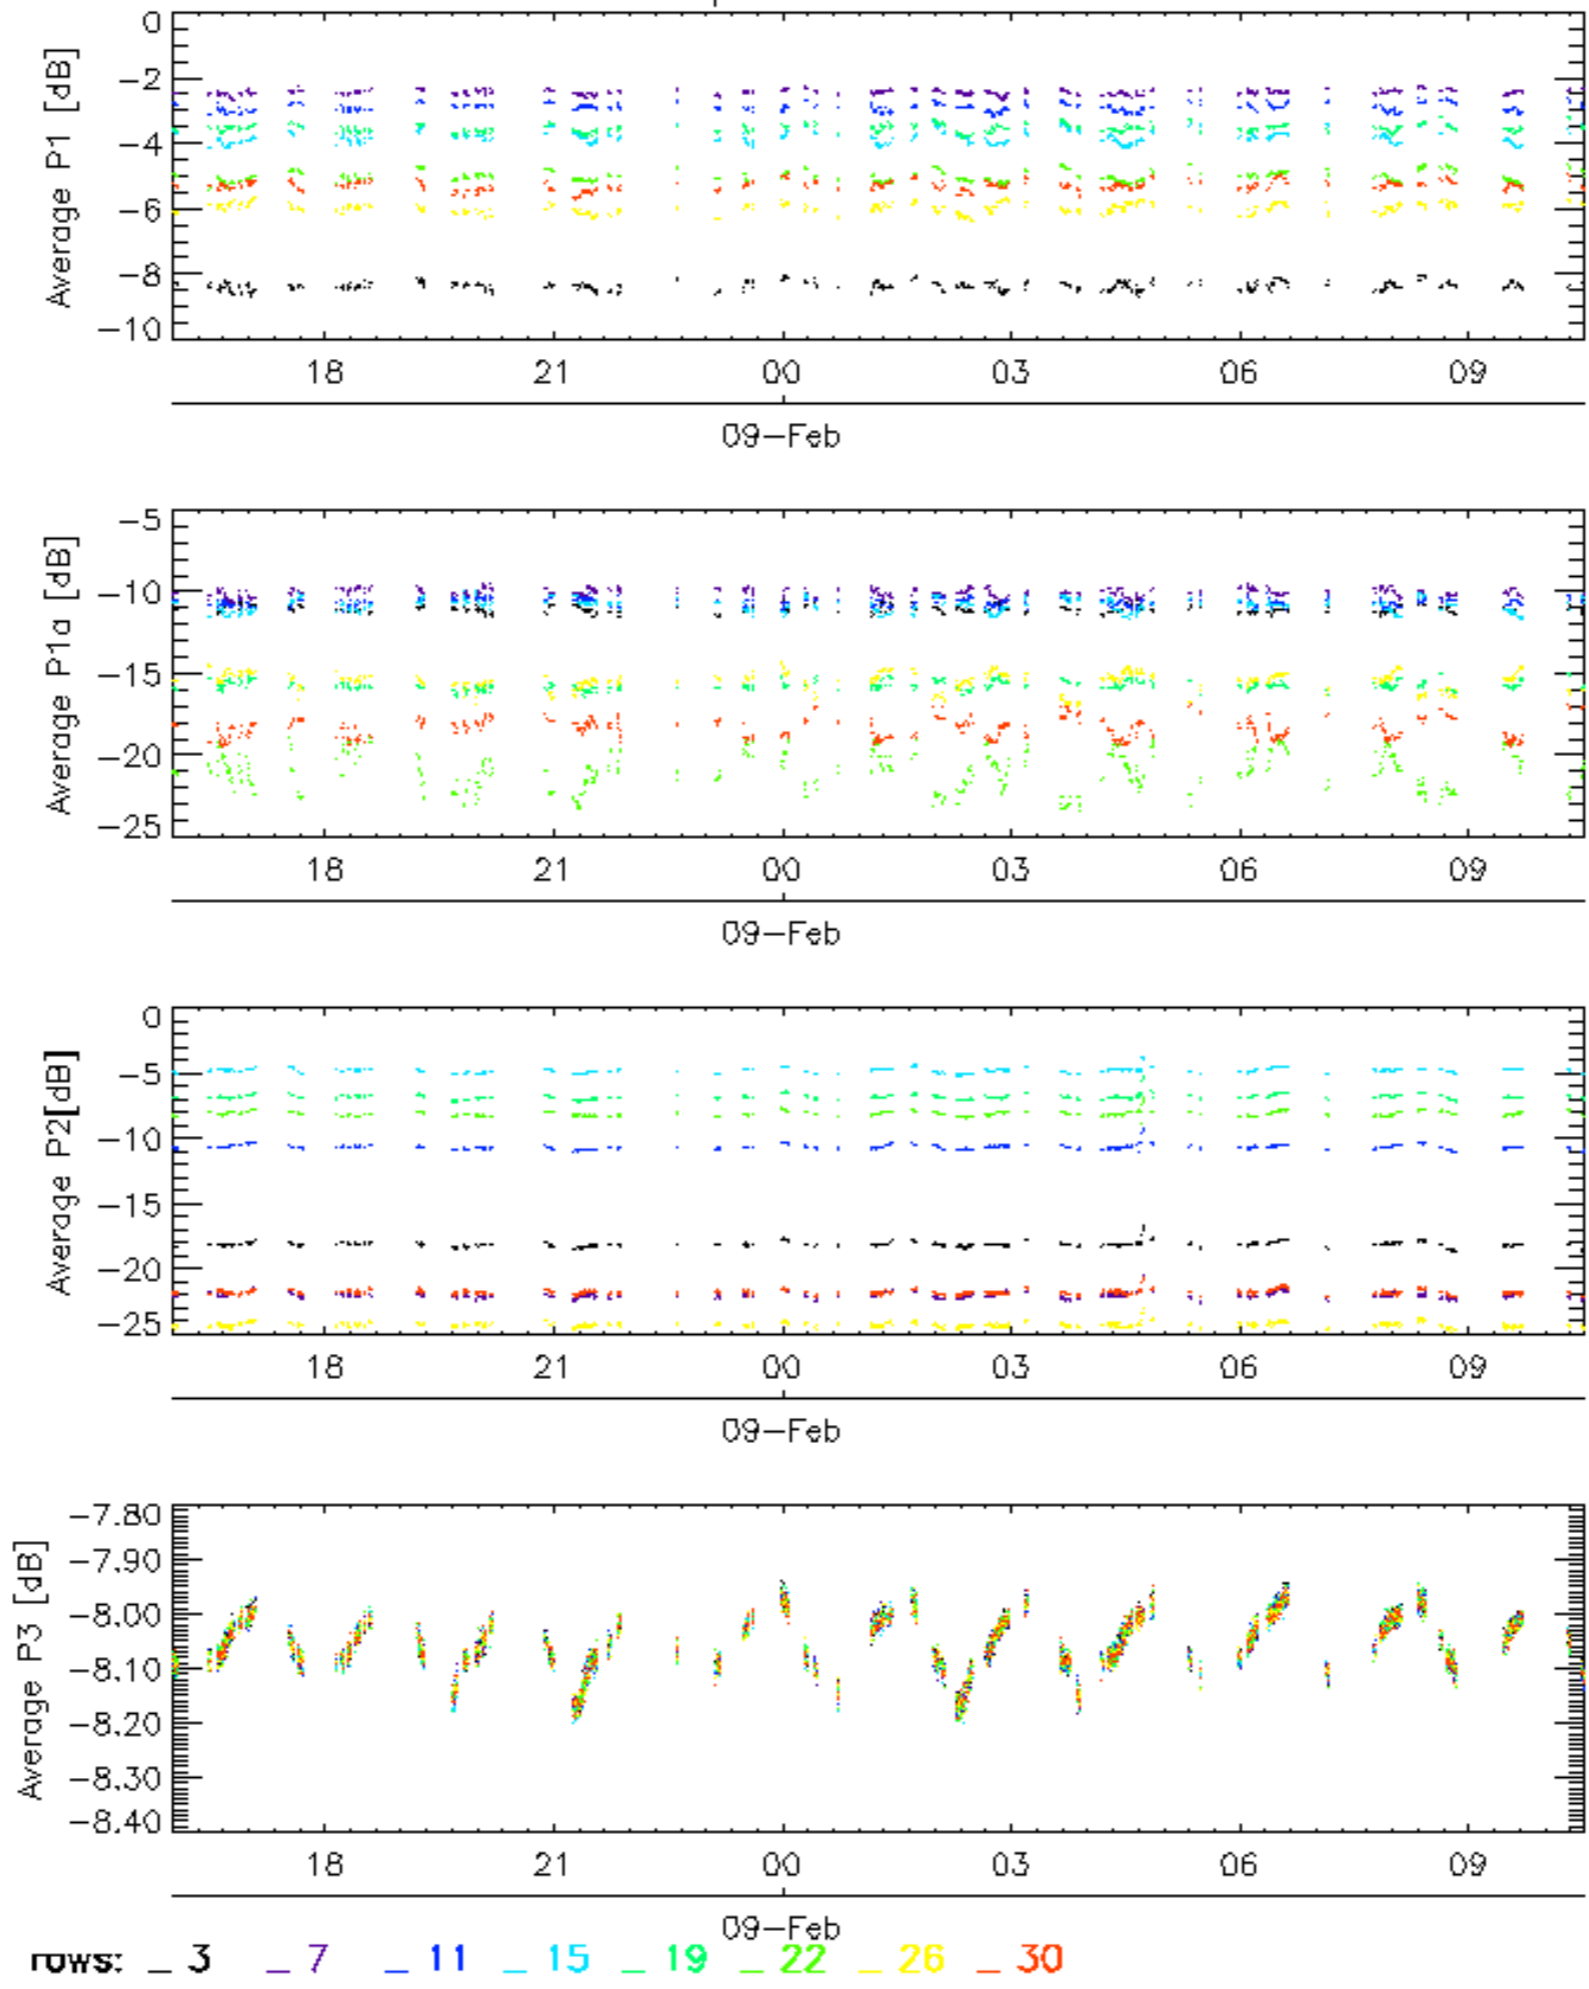 Average P1 [dB]
0
−2
−4
−6
−8
−10
18 21 00 03 06 09
09−Feb
Average P1a [dB]
−5
−10
−15
−20
−25
18 21 00 03 06 09
09−Feb
Average P2[dB]
0
−5
−10
−15
−20
−25
18 21 00 03 06 09
09−Feb
Average P3 [dB]
−7.80
−7.90
−8.00
−8.10
−8.20
−8.30
−8.40
18 21 00 03 06 09
09−Feb
rows: _ 3 _ 7 _ 11 _ 15 _ 19 _ 22 _ 26 _ 30